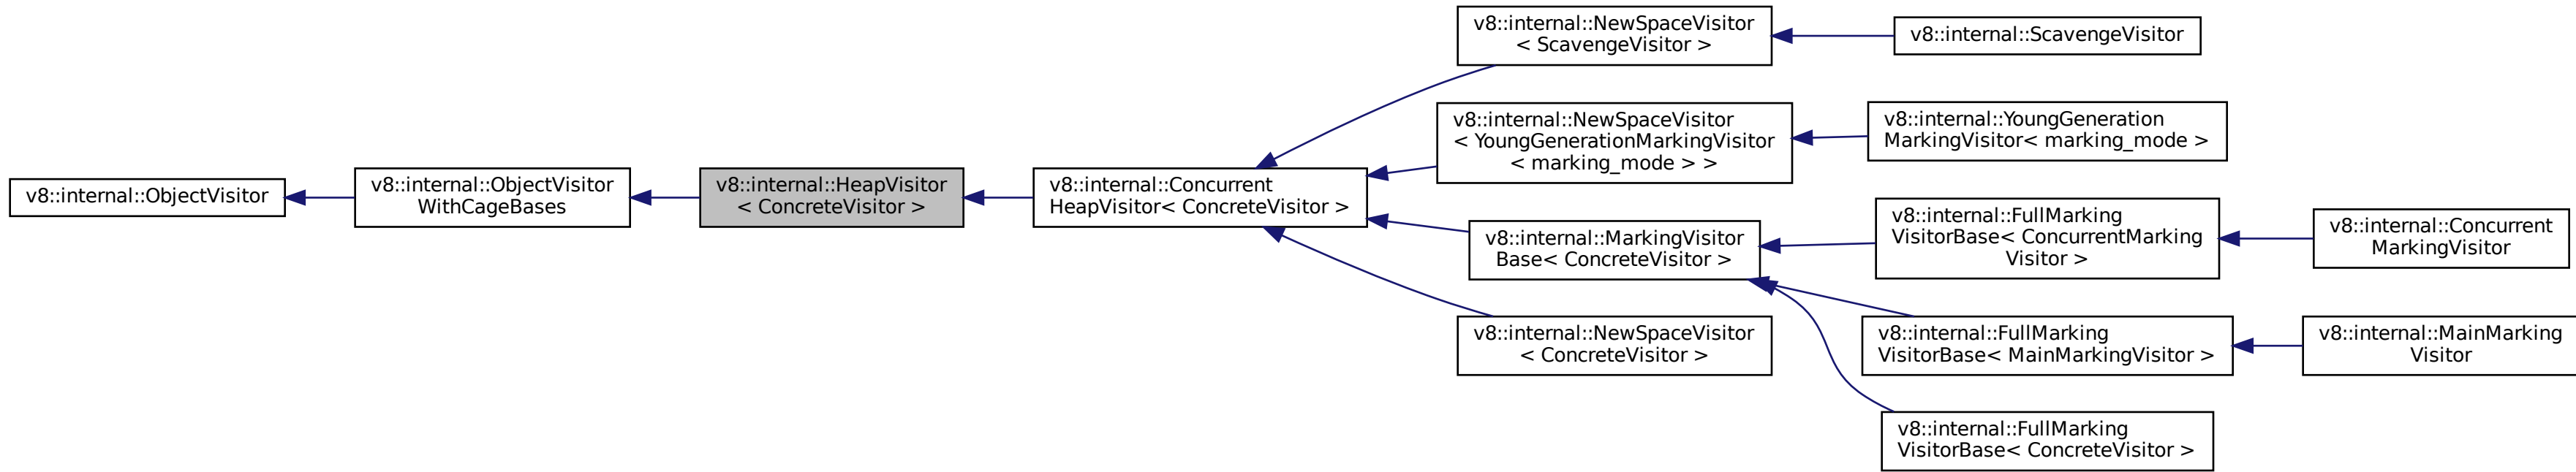 v8::internal::ObjectVisitor
v8::internal::ObjectVisitor
WithCageBases
v8::internal::HeapVisitor
< ConcreteVisitor >
v8::internal::Concurrent
HeapVisitor< ConcreteVisitor >
v8::internal::NewSpaceVisitor
< ScavengeVisitor >
v8::internal::ScavengeVisitor
v8::internal::NewSpaceVisitor
< YoungGenerationMarkingVisitor
< marking_mode > >
v8::internal::YoungGeneration
MarkingVisitor< marking_mode >
v8::internal::MarkingVisitor
Base< ConcreteVisitor >
v8::internal::FullMarking
VisitorBase< ConcurrentMarking
Visitor >
v8::internal::Concurrent
MarkingVisitor
v8::internal::FullMarking
VisitorBase< MainMarkingVisitor >
v8::internal::MainMarking
Visitor
v8::internal::FullMarking
VisitorBase< ConcreteVisitor >
v8::internal::NewSpaceVisitor
< ConcreteVisitor >